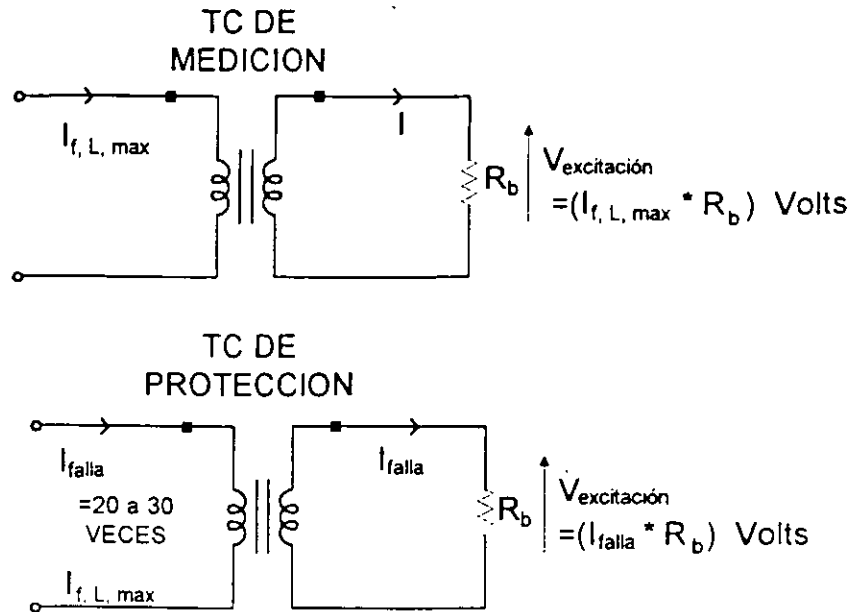 TC DE
MEDICION
I f, L, max
I
R b
V excitación
=(I f, L, max * R b) Volts
TC DE
PROTECCION
I falla
=20 a 30
VECES
I f, L, max
I falla
R b
V excitación
=(I falla * R b) Volts